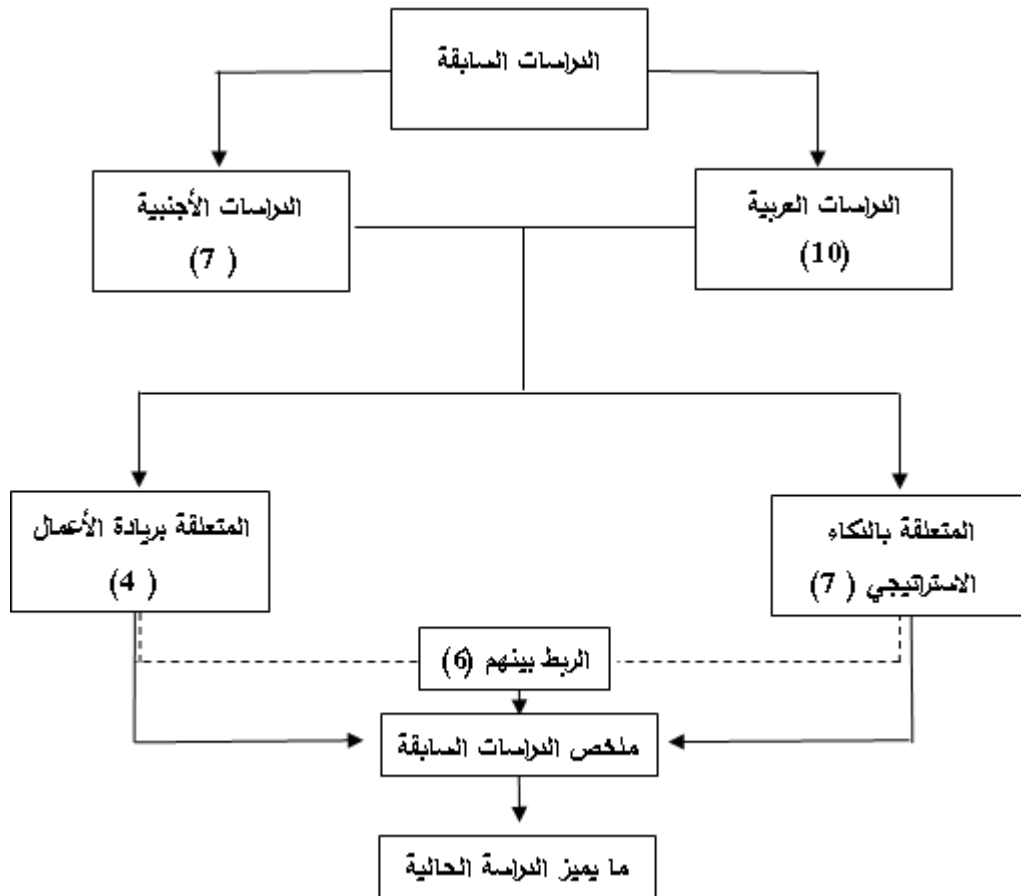 الدراسات السابقة
الدراسات العربية
(10)
الدراسات الأجنبية
(7 )
المتعلقة بالذكاء
الاستراتيجي (7 )
المتعلقة بريادة الأعمال
(4 )
الربط بينهم (6)
ملخص الدراسات السابقة
ما يميز الدراسة الحالية